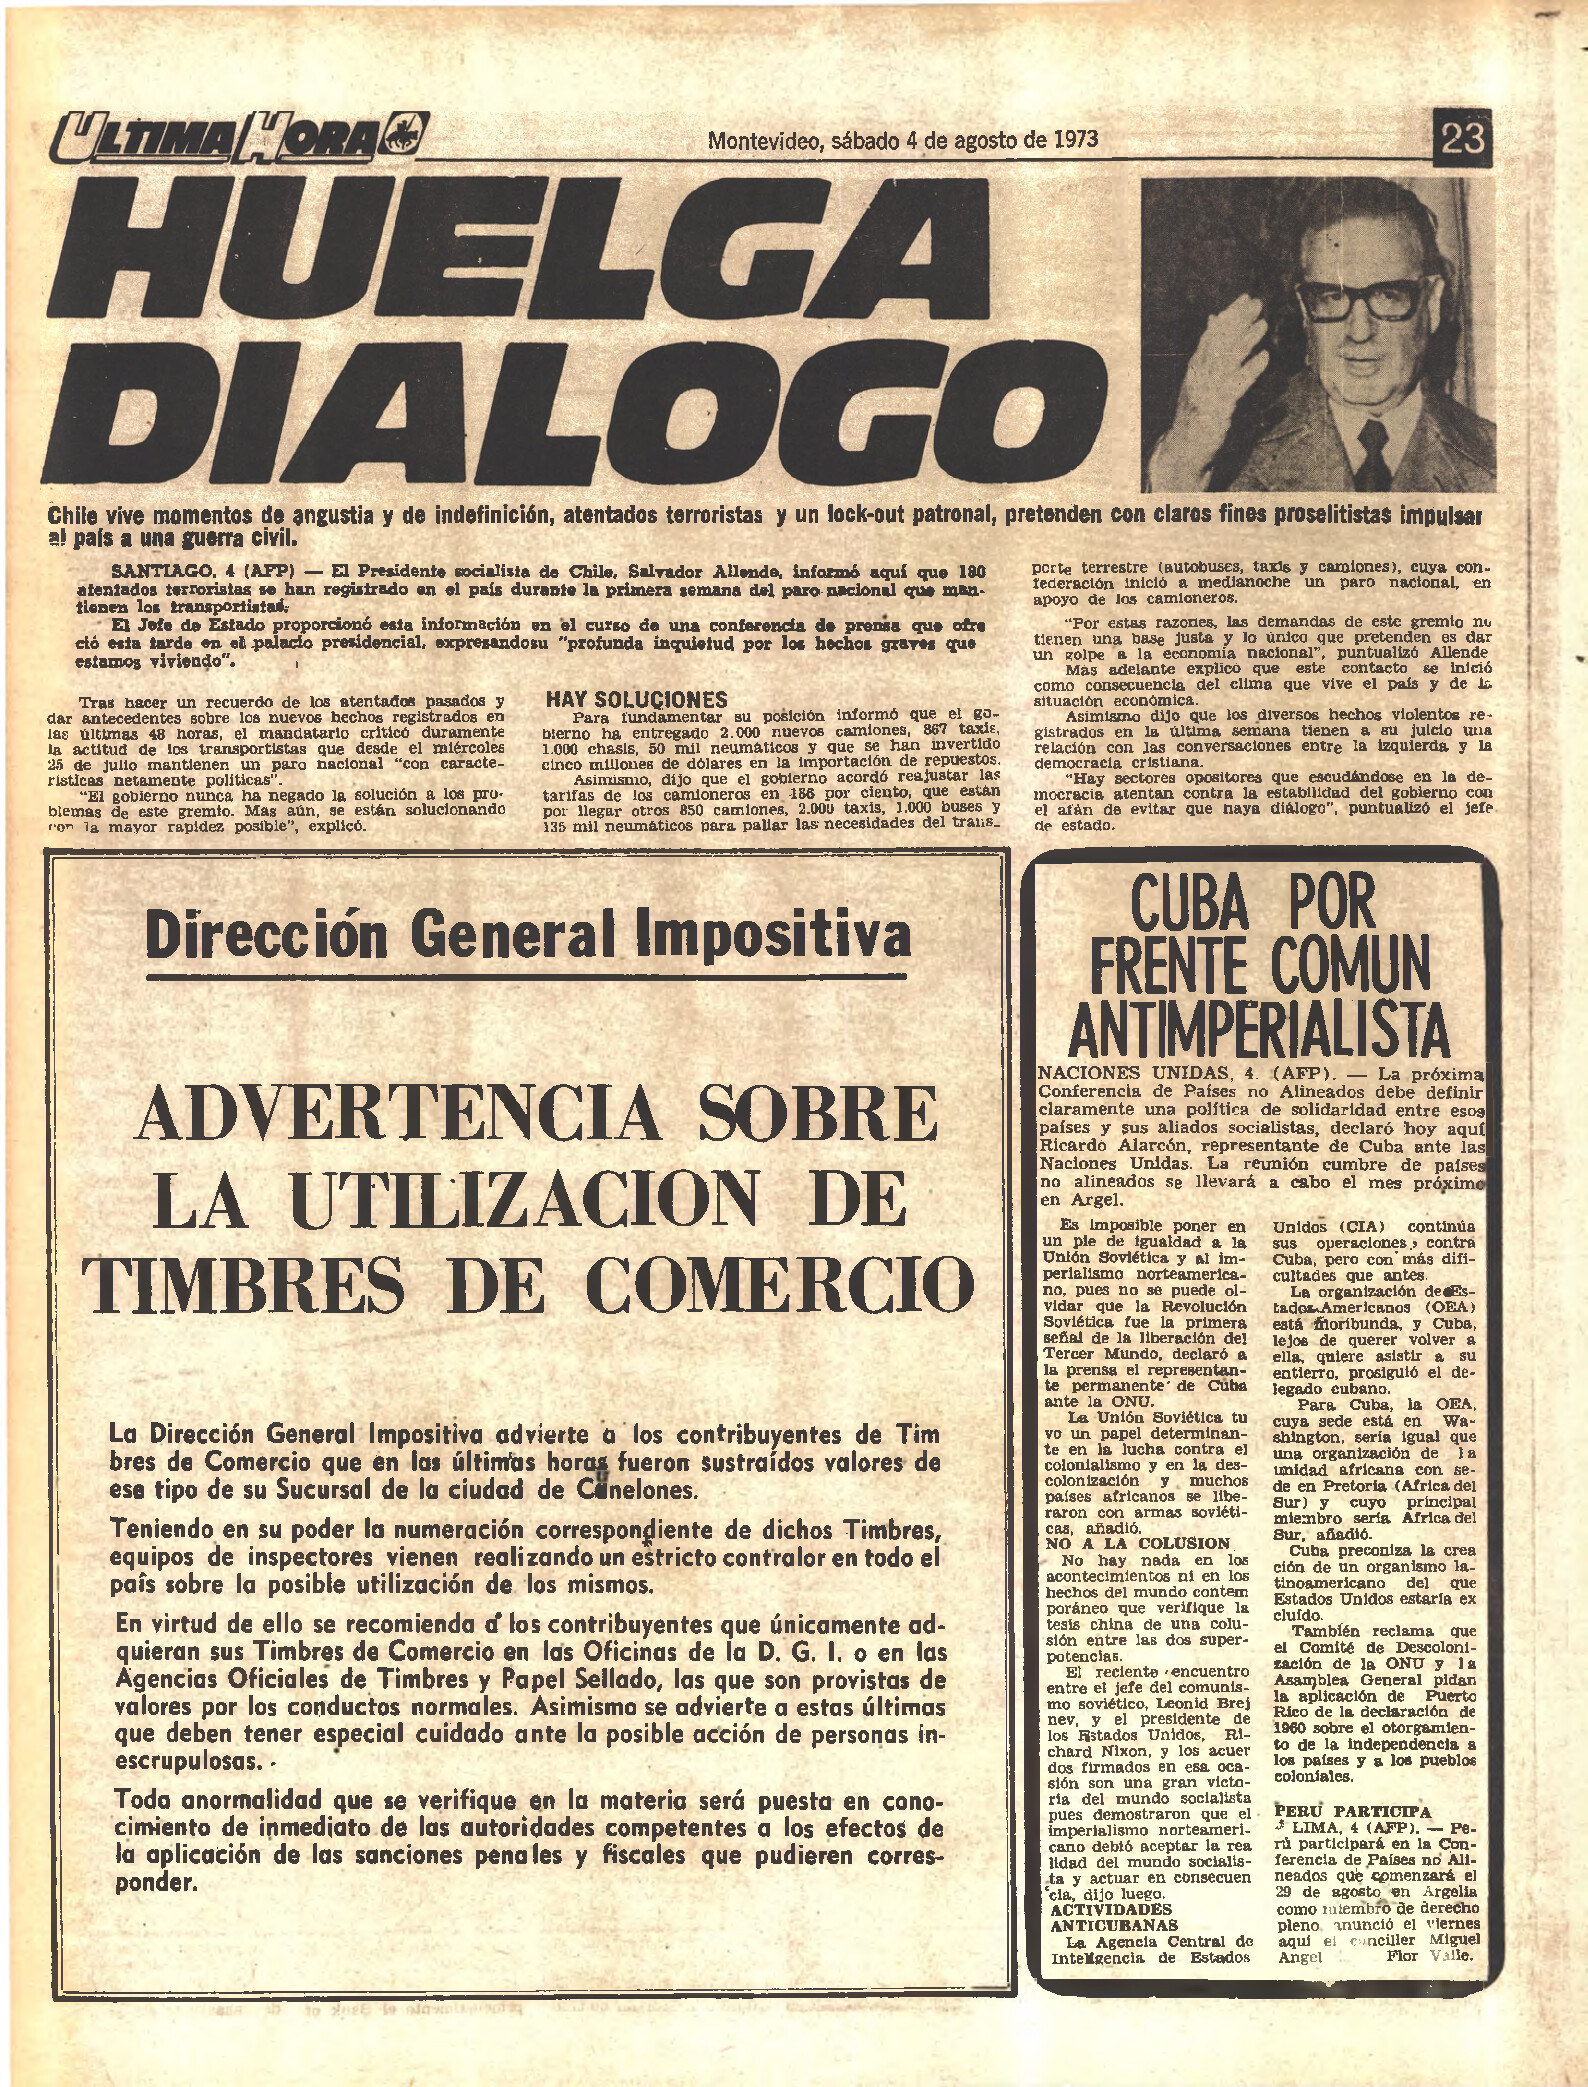 ULTIMA HORA
Montevideo, sábado 4 de agosto de 1973
23
HUELGA
DIALOGO
Chile vive momentos de angustia y de indefinición, atentados terroristas y un lock-out patronal, pretenden con claros fines proselitistas impulsar
al país a una guerra civil.
SANTIAGO, 4 (AFP) — El Presidente socialista de Chile, Salvador Allende, informó aquí que 180
atentados terroristas se han registrado en el país durante la primera semana del paro nacional que man-
tienen los transportistas.
El Jefe de Estado proporcionó esta información en el curso de una conferencia de prensa que ofre
ció esta tarde en el palacio presidencial, expresandosu "profunda inquietud por los hechos graves que
estamos viviendo".
Tras hacer un recuerdo de los atentados pasados y
dar antecedentes sobre los nuevos hechos registrados en
las últimas 48 horas, el mandatario criticó duramente
la actitud de los transportistas que desde el miércoles
25 de julio mantienen un paro nacional "con caracte-
rísticas netamente políticas".
"El gobierno nunca ha negado la solución a los pro-
blemas de este gremio. Mas aún, se están solucionando
con la mayor rapidez posible", explicó.
HAY SOLUCIONES
Para fundamentar su posición informó que el go-
bierno ha entregado 2.000 nuevos camiones, 867 taxis,
1.000 chasis, 50 mil neumáticos y que se han invertido
cinco millones de dólares en la importación de repuestos.
Asimismo, dijo que el gobierno acordó reajustar las
tarifas de los camioneros en 186 por ciento, que están
por llegar otros 850 camiones, 2.000 taxis, 1.000 buses y
135 mil neumáticos para paliar las necesidades del trans-
porte terrestre (autobuses, taxis y camiones), cuya con-
federación inició a medianoche un paro nacional, en
apoyo de los camioneros.
"Por estas razones, las demandas de este gremio no
tienen una base justa y lo único que pretenden es dar
un golpe a la economía nacional", puntualizó Allende
Mas adelante explicó que este contacto se inició
como consecuencia del clima que vive el país y de la
situación económica.
Asimismo dijo que los diversos hechos violentos re-
gistrados en la última semana tienen a su juicio una
relación con las conversaciones entre la izquierda y la
democracia cristiana.
"Hay sectores opositores que escudándose en la de-
mocracia atentan contra la estabilidad del gobierno con
el afán de evitar que haya diálogo", puntualizó el jefe
de estado.
Dirección General Impositiva
ADVERTENCIA SOBRE
LA UTILIZACION DE
TIMBRES DE COMERCIO
La Dirección General Impositiva advierte a los contribuyentes de Tim
bres de Comercio que en las últimas horas fueron sustraídos valores de
ese tipo de su Sucursal de la ciudad de Canelones.
Teniendo en su poder la numeración correspondiente de dichos Timbres,
equipos de inspectores vienen realizando un estricto contralor en todo el
país sobre la posible utilización de los mismos.
En virtud de ello se recomienda a los contribuyentes que únicamente ad-
quieran sus Timbres de Comercio en las Oficinas de la D. G. I. o en las
Agencias Oficiales de Timbres y Papel Sellado, las que son provistas de
valores por los conductos normales. Asimismo se advierte a estas últimas
que deben tener especial cuidado ante la posible acción de personas in-
escrupulosas.
Toda anormalidad que se verifique en la materia será puesta en cono-
cimiento de inmediato de las autoridades competentes a los efectos de
la aplicación de las sanciones penales y fiscales que pudieren corres-
ponder.
CUBA POR
FRENTE COMUN
ANTIMPERIALISTA
NACIONES UNIDAS, 4. (AFP). — La próxima
Conferencia de Países no Alineados debe definir
claramente una política de solidaridad entre esos
países y sus aliados socialistas, declaró hoy aquí
Ricardo Alarcón, representante de Cuba ante las
Naciones Unidas. La reunión cumbre de países
no alineados se llevará a cabo el mes próximo
en Argel.
Es imposible poner en
un pie de igualdad a la
Unión Soviética y al im-
perialismo norteamerica-
no, pues no se puede ol-
vidar que la Revolución
Soviética fue la primera
señal de la liberación del
Tercer Mundo, declaró a
la prensa el representan-
te permanente de Cuba
ante la ONU.
La Unión Soviética tu
vo un papel determinan-
te en la lucha contra el
colonialismo y en la des-
colonización y muchos
países africanos se libe-
raron con armas soviéti-
cas, añadió.
NO A LA COLUSION
No hay nada en los
acontecimientos ni en los
hechos del mundo contem
poráneo que verifique la
tesis china de una colu-
sión entre las dos super-
potencias.
El reciente encuentro
entre el jefe del comunis-
mo soviético, Leonid Brej
nev, y el presidente de
los Estados Unidos, Ri-
chard Nixon, y los acuer
dos firmados en esa oca-
sión son una gran victo-
ria del mundo socialista
pues demostraron que el
imperialismo norteameri-
cano debió aceptar la rea
lidad del mundo socialis-
ta y actuar en consecuen
cia, dijo luego.
ACTIVIDADES
ANTICUBANAS
La Agencia Central de
Inteligencia de Estados
Unidos (CIA) continúa
sus operaciones, contra
Cuba, pero con más difi-
cultades que antes.
La organización de Es-
tados Americanos (OEA)
está moribunda, y Cuba,
lejos de querer volver a
ella, quiere asistir a su
entierro, prosiguió el de-
legado cubano.
Para Cuba, la OEA,
cuya sede está en Wa-
shington, sería igual que
una organización de la
unidad africana con se-
de en Pretoria (Africa del
Sur) y cuyo principal
miembro sería Africa del
Sur, añadió.
Cuba preconiza la crea
ción de un organismo la-
tinoamericano del que
Estados Unidos estaría ex
cluído.
También reclama que
el Comité de Descoloni-
zación de la ONU y la
Asamblea General pidan
la aplicación de Puerto
Rico de la declaración de
1960 sobre el otorgamien-
to de la independencia a
los países y a los pueblos
coloniales.
PERU PARTICIPA
LIMA, 4 (AFP). — Pe-
rú participará en la Con-
ferencia de Países no Ali-
neados que comenzará el
29 de agosto en Argelia
como miembro de derecho
pleno anunció el viernes
aquí el canciller Miguel
Angel Flor Valle.